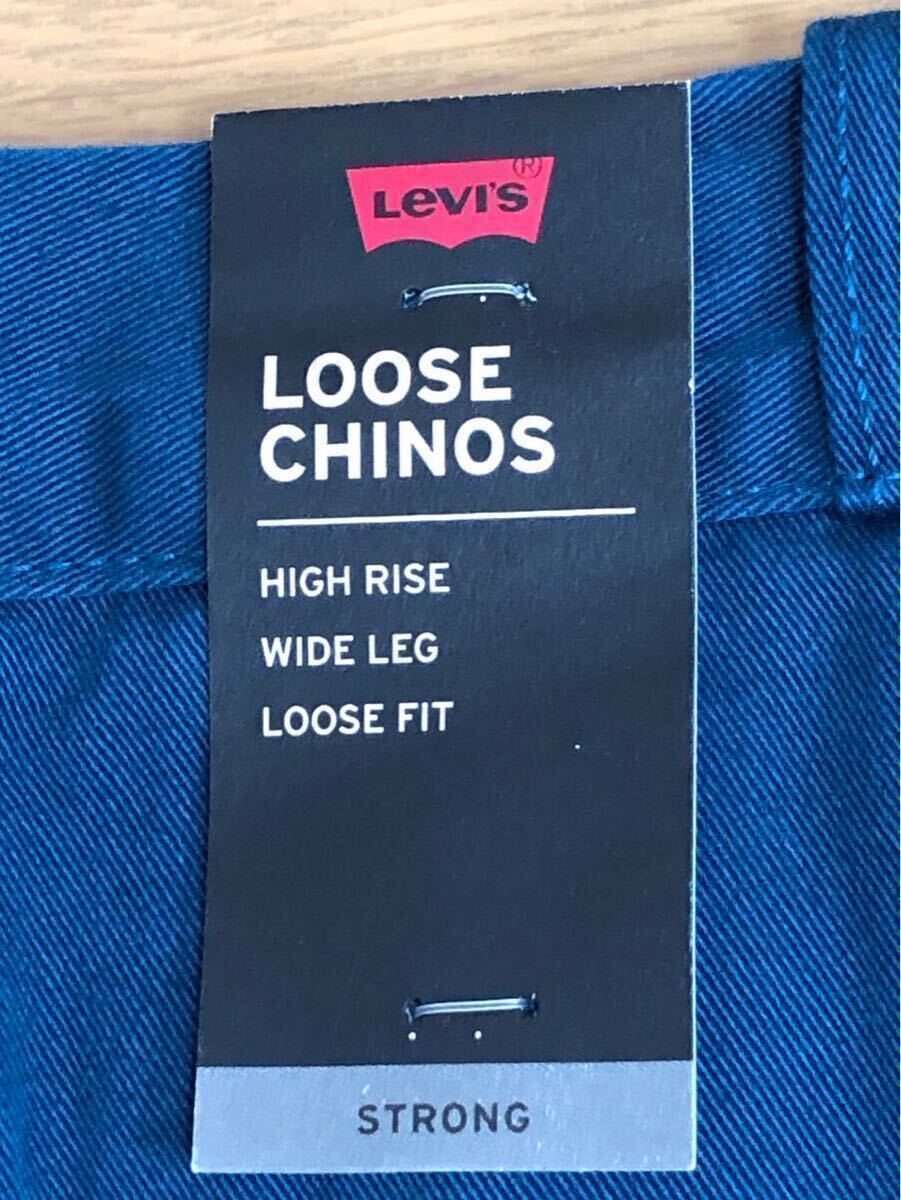 LEVI'S®
LOOSE
CHINOS
HIGH RISE
WIDE LEG
LOOSE FIT
STRONG